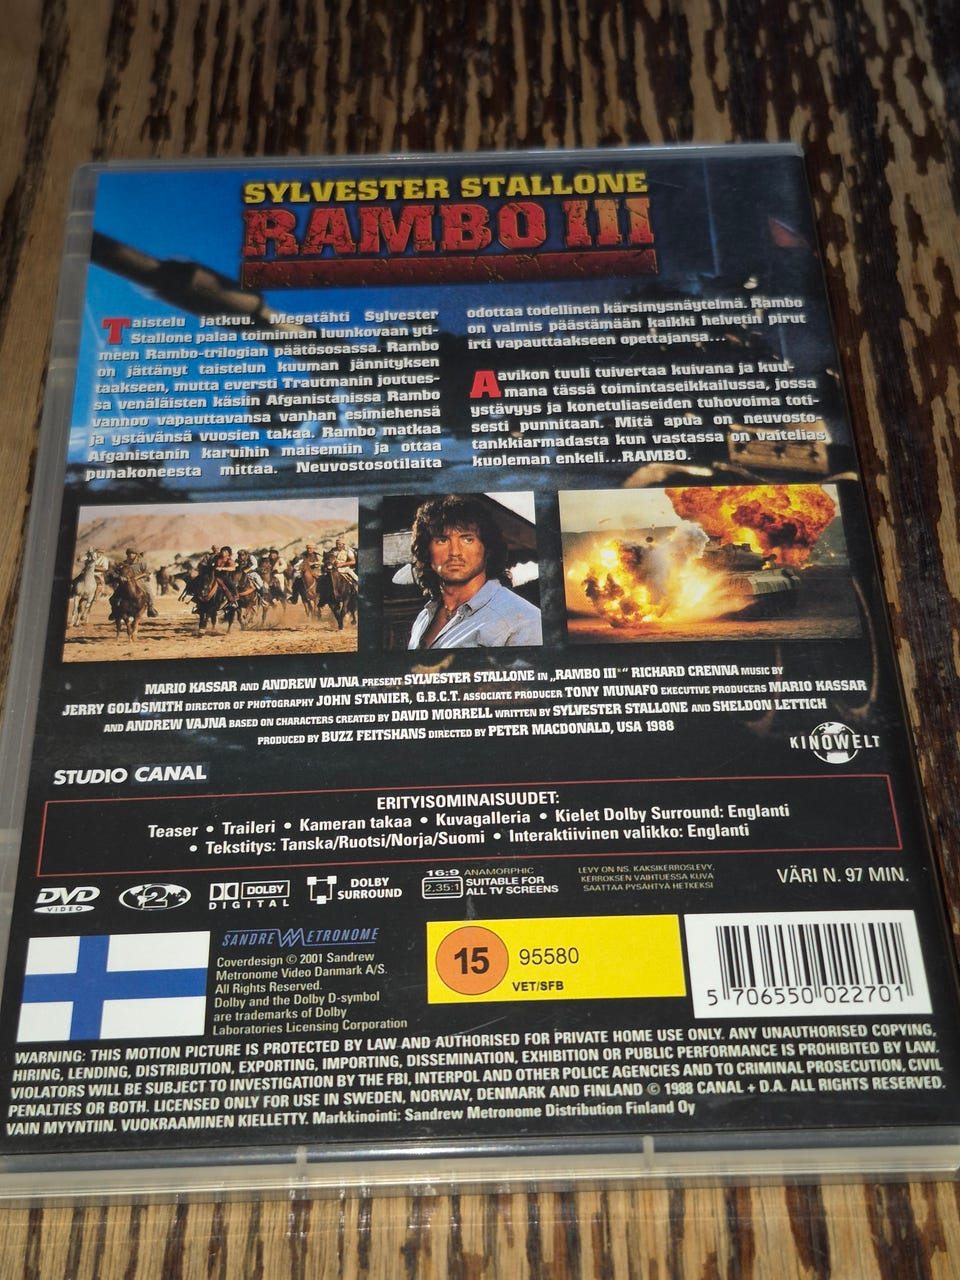 SYLVESTER STALLONE
RAMBO III
Taistelu jatkuu. Megatähti Sylvester
Stallone palaa toiminnan luunkovaan yti-
meen Rambo-trilogian päätösosassa. Rambo
on jättänyt taistelun kuuman jännityksen
taakseen, mutta eversti Trautmanin joutues-
sa venäläisten käsiin Afganistanissa Rambo
vannoo vapauttavansa vanhan esimiehensä
ja ystävänsä vuosien takaa. Rambo matkaa
Afganistanin karuihin maisemiin ja ottaa
punakoneesta mittaa. Neuvostosotilaita
odottaa todellinen kärsimysnäytelmä. Rambo
on valmis päästämään kaikki helvetin pirut
irti vapauttaakseen opettajansa...
Aavikon tuuli tuivertaa kuivana ja kuu-
mana tässä toimintaseikkailussa, jossa
ystävyys ja konetuliaseiden tuhovoima toti-
sesti punnitaan. Mitä apua on neuvosto-
tankkiarmadasta kun vastassa on vaitelias
kuoleman enkeli...RAMBO.
MARIO KASSAR AND ANDREW VAJNA PRESENT SYLVESTER STALLONE IN „RAMBO III“ RICHARD CRENNA MUSIC BY
JERRY GOLDSMITH DIRECTOR OF PHOTOGRAPHY JOHN STANIER, G.B.C.T. ASSOCIATE PRODUCER TONY MUNAFO EXECUTIVE PRODUCERS MARIO KASSAR
AND ANDREW VAJNA BASED ON CHARACTERS CREATED BY DAVID MORRELL WRITTEN BY SYLVESTER STALLONE AND SHELDON LETTICH
PRODUCED BY BUZZ FEITSHANS DIRECTED BY PETER MACDONALD, USA 1988
KINOWELT
STUDIO CANAL
ERITYISOMINAISUUDET:
Teaser • Traileri • Kameran takaa • Kuvagalleria • Kielet Dolby Surround: Englanti
• Tekstitys: Tanska/Ruotsi/Norja/Suomi • Interaktiivinen valikko: Englanti
DVD VIDEO
2
DOLBY DIGITAL
DOLBY SURROUND
16:9 2,35:1
ANAMORPHIC
SUITABLE FOR
ALL TV SCREENS
LEVY ON NS. KAKSIKERROSLEVY.
KERROKSEN VAIHTUESSA KUVA
SAATTAA PYSÄHTYÄ HETKEKSI
VÄRI N. 97 MIN.
SANDREW METRONOME
Coverdesign © 2001 Sandrew
Metronome Video Danmark A/S.
All Rights Reserved.
Dolby and the Dolby D-symbol
are trademarks of Dolby
Laboratories Licensing Corporation
15
95580
VET/SFB
5 706550 022701
WARNING: THIS MOTION PICTURE IS PROTECTED BY LAW AND AUTHORISED FOR PRIVATE HOME USE ONLY. ANY UNAUTHORISED COPYING,
HIRING, LENDING, DISTRIBUTION, EXPORTING, IMPORTING, DISSEMINATION, EXHIBITION OR PUBLIC PERFORMANCE IS PROHIBITED BY LAW.
VIOLATORS WILL BE SUBJECT TO INVESTIGATION BY THE FBI, INTERPOL AND OTHER POLICE AGENCIES AND TO CRIMINAL PROSECUTION, CIVIL
PENALTIES OR BOTH. LICENSED ONLY FOR USE IN SWEDEN, NORWAY, DENMARK AND FINLAND © 1988 CANAL + D.A. ALL RIGHTS RESERVED.
VAIN MYYNTIIN. VUOKRAAMINEN KIELLETTY. Markkinointi: Sandrew Metronome Distribution Finland Oy